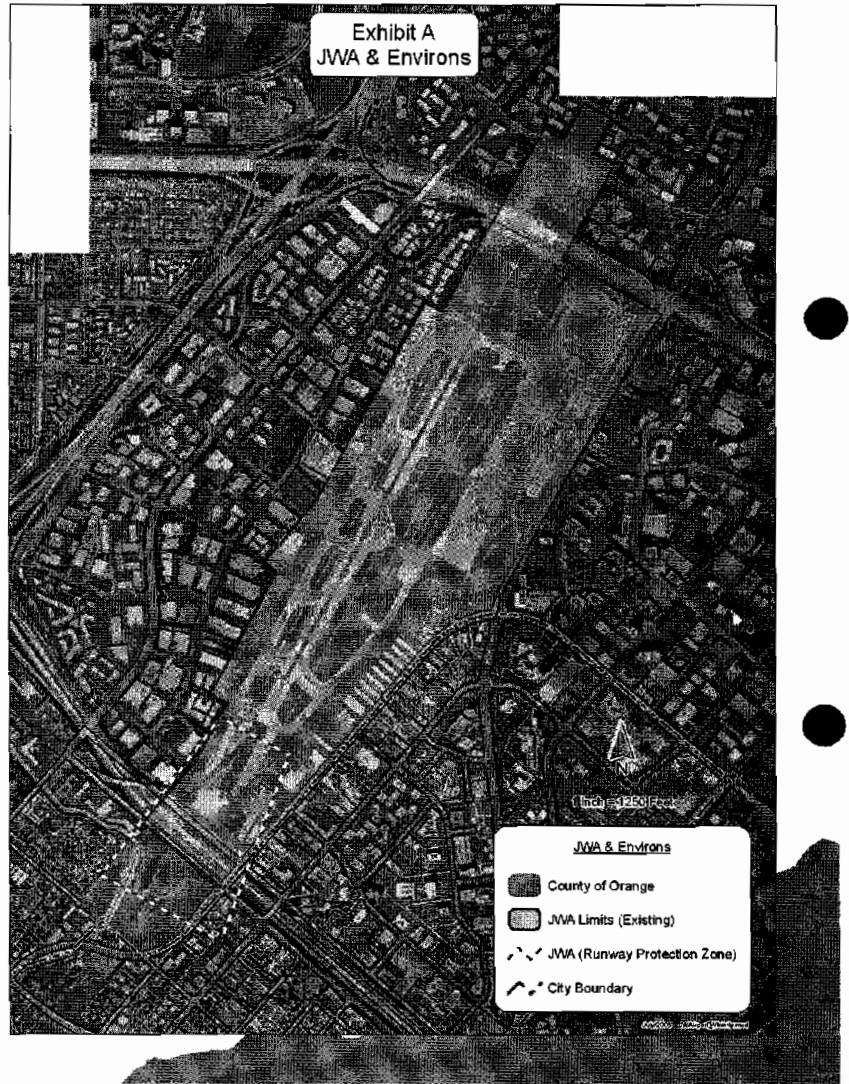 Exhibit A
JWA & Environs
N
1 inch = 1250 Feet
JWA & Environs
County of Orange
JWA Limits (Existing)
JWA (Runway Protection Zone)
City Boundary